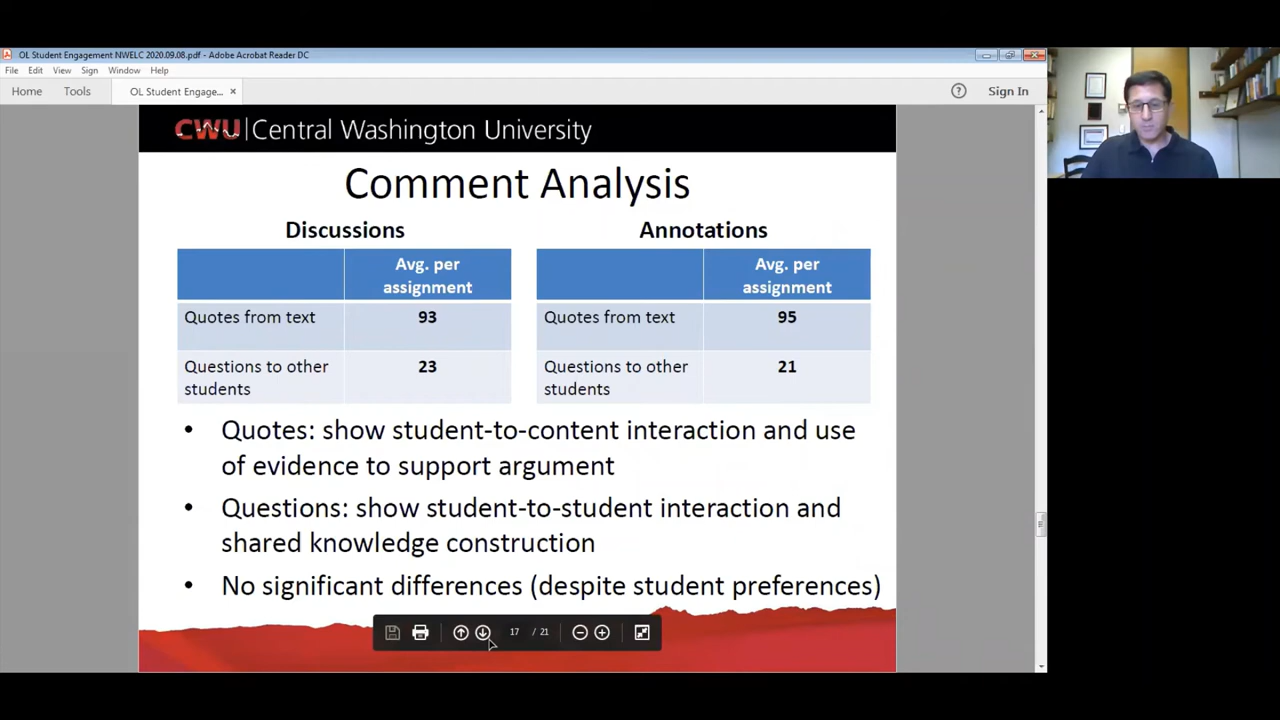 OL Student Engagement NWELC 2020.09.08.pdf - Adobe Acrobat Reader DC
File Edit View Sign Window Help
Home Tools OL Student Engage... × ? Sign In
CWU | Central Washington University
Comment Analysis
Discussions
Avg. per
assignment
Quotes from text 93
Questions to other 23
students
Annotations
Avg. per
assignment
Quotes from text 95
Questions to other 21
students
• Quotes: show student-to-content interaction and use
of evidence to support argument
• Questions: show student-to-student interaction and
shared knowledge construction
• No significant differences (despite student preferences)
17 / 21